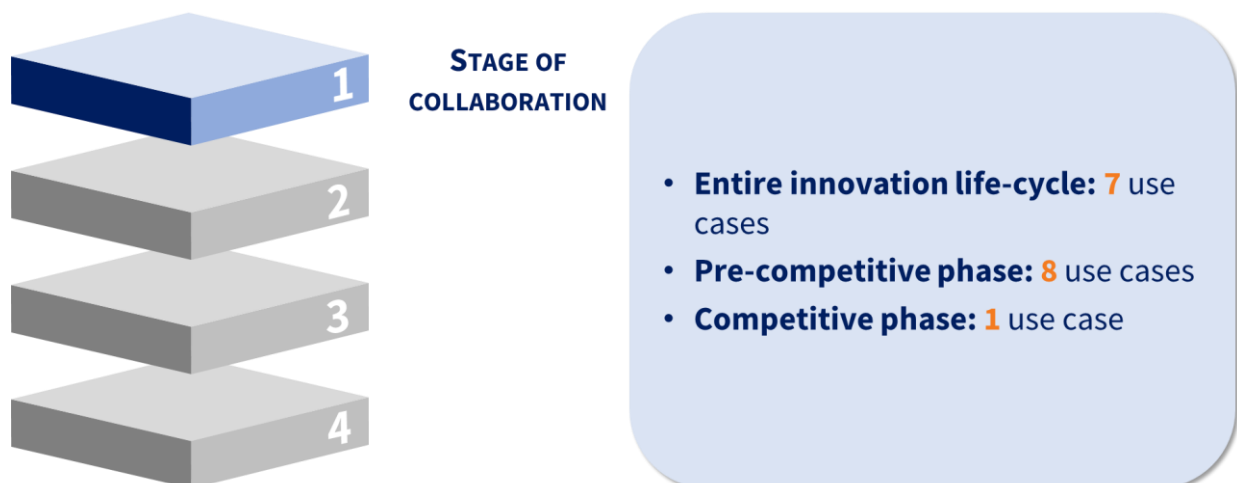 1
2
3
4
STAGE OF
COLLABORATION
• Entire innovation life-cycle: 7 use
cases
• Pre-competitive phase: 8 use cases
• Competitive phase: 1 use case